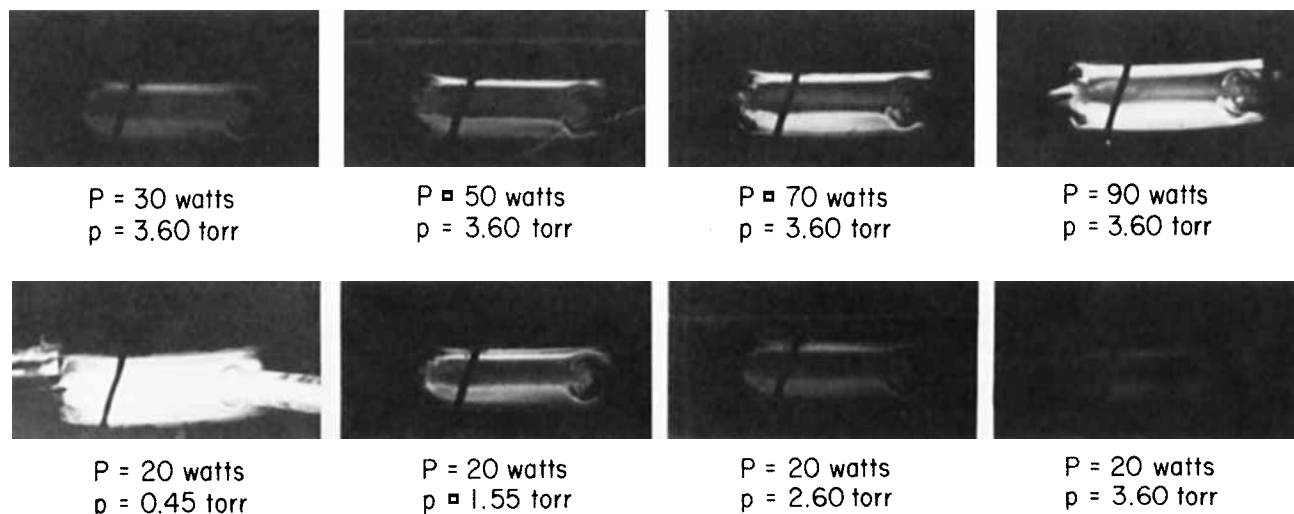 P = 30 watts
p = 3.60 torr
P = 50 watts
p = 3.60 torr
P = 70 watts
p = 3.60 torr
P = 90 watts
p = 3.60 torr
P = 20 watts
p = 0.45 torr
P = 20 watts
p = 1.55 torr
P = 20 watts
p = 2.60 torr
P = 20 watts
p = 3.60 torr